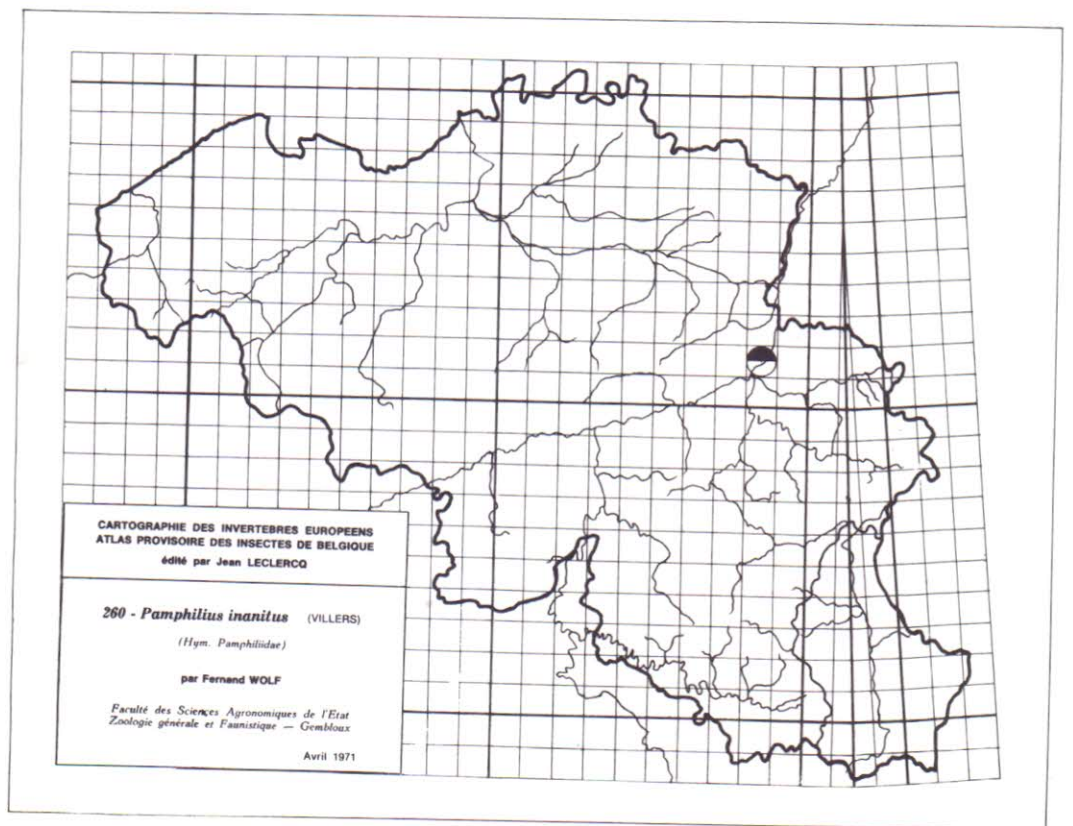 CARTOGRAPHIE DES INVERTEBRES EUROPEENS
ATLAS PROVISOIRE DES INSECTES DE BELGIQUE
édité par Jean LECLERCQ
260 - Pamphilius inanitus (VILLERS)
(Hym. Pamphiliidae)
par Fernand WOLF
Faculté des Sciences Agronomiques de l'Etat
Zoologie générale et Faunistique — Gembloux
Avril 1971